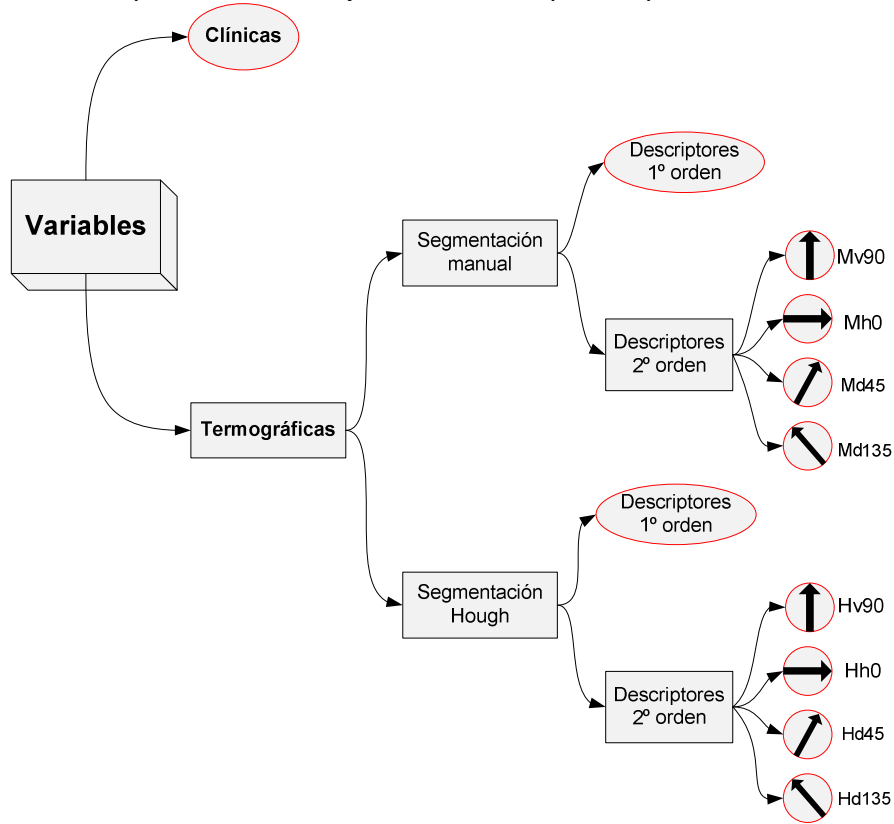 Clínicas
Variables
Termográficas
Segmentación
manual
Descriptores
1º orden
Descriptores
2º orden
Mv90
Mh0
Md45
Md135
Segmentación
Hough
Descriptores
1º orden
Descriptores
2º orden
Hv90
Hh0
Hd45
Hd135